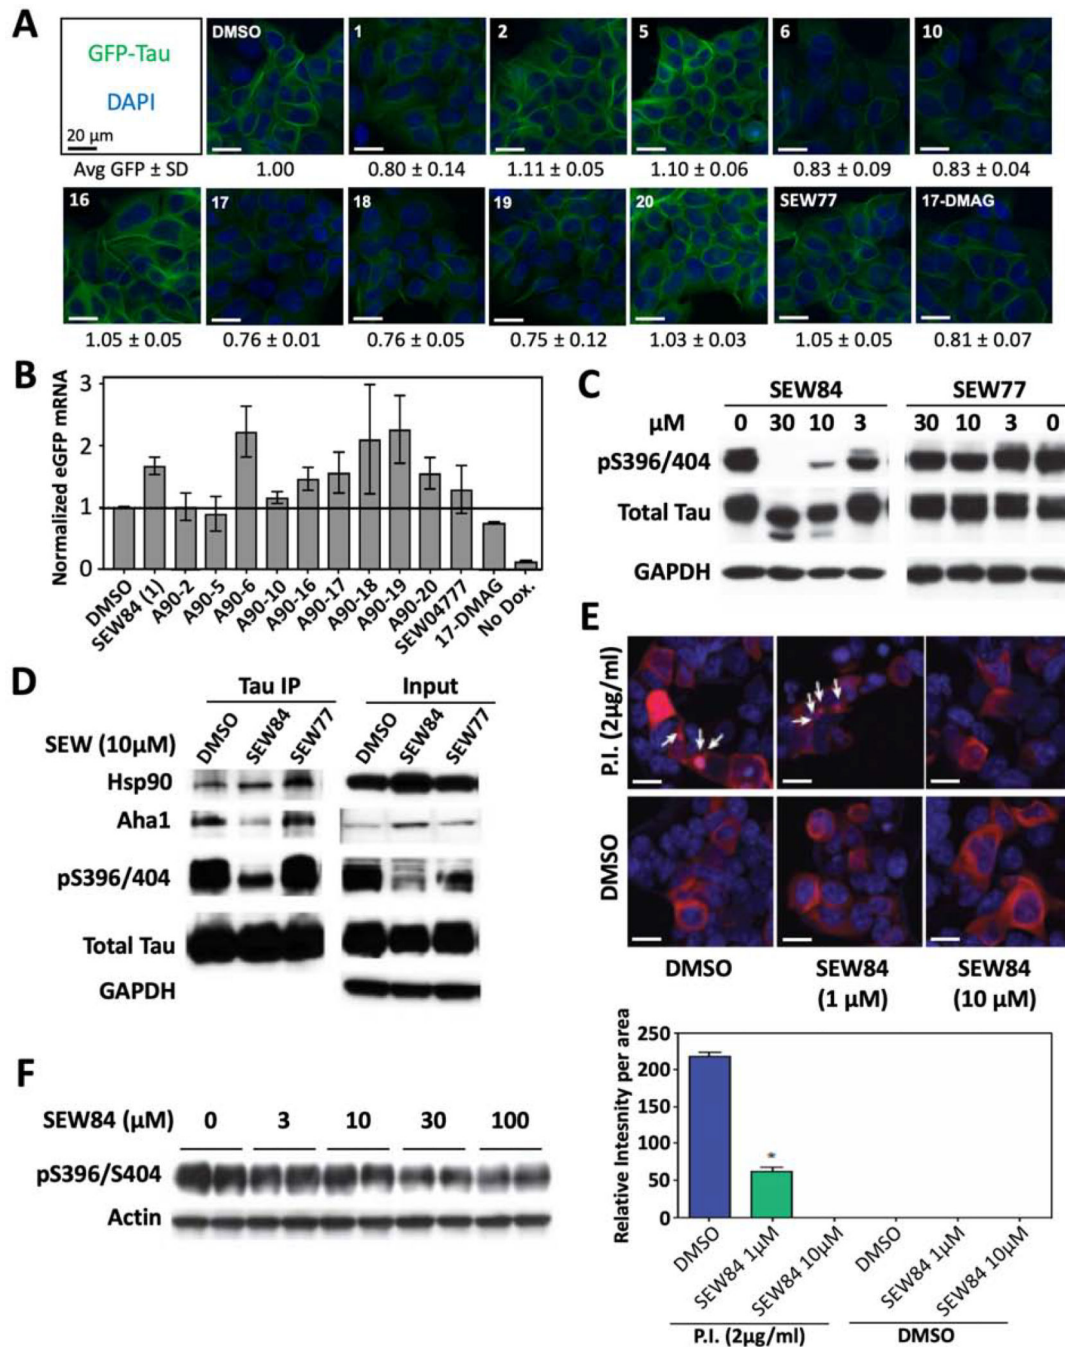 A
GFP-Tau
DAPI
20 µm
DMSO
1
2
5
6
10
Avg GFP ± SD
1.00
0.80 ± 0.14
1.11 ± 0.05
1.10 ± 0.06
0.83 ± 0.09
0.83 ± 0.04
16
17
18
19
20
SEW77
17-DMAG
1.05 ± 0.05
0.76 ± 0.01
0.76 ± 0.05
0.75 ± 0.12
1.03 ± 0.03
1.05 ± 0.05
0.81 ± 0.07
B
Normalized eGFP mRNA
3
2
1
0
DMSO
SEW84 (1)
A90-2
A90-5
A90-6
A90-10
A90-16
A90-17
A90-18
A90-19
A90-20
SEW04777
17-DMAG
No Dox.
C
SEW84
SEW77
µM
0
30
10
3
30
10
3
0
pS396/404
Total Tau
GAPDH
D
Tau IP
Input
SEW (10µM)
DMSO
SEW84
SEW77
DMSO
SEW84
SEW77
Hsp90
Aha1
pS396/404
Total Tau
GAPDH
E
P.I. (2µg/ml)
DMSO
DMSO
SEW84
(1 µM)
SEW84
(10 µM)
Relative Intesnity per area
250
200
150
100
50
0
*
DMSO
SEW84 1µM
SEW84 10µM
DMSO
SEW84 1µM
SEW84 10µM
P.I. (2µg/ml)
DMSO
F
SEW84 (µM)
0
3
10
30
100
pS396/S404
Actin